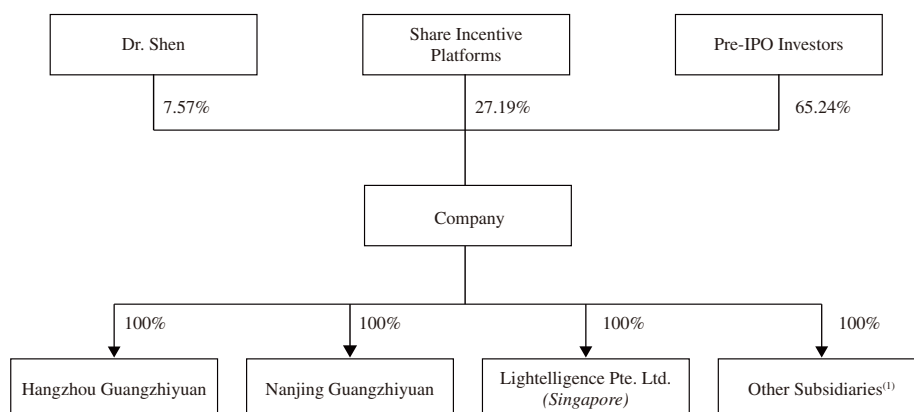 Dr. Shen
Share Incentive
Platforms
Pre-IPO Investors
7.57%
27.19%
65.24%
Company
100%
100%
100%
100%
Hangzhou Guangzhiyuan
Nanjing Guangzhiyuan
Lightelligence Pte. Ltd.
(Singapore)
Other Subsidiaries(1)